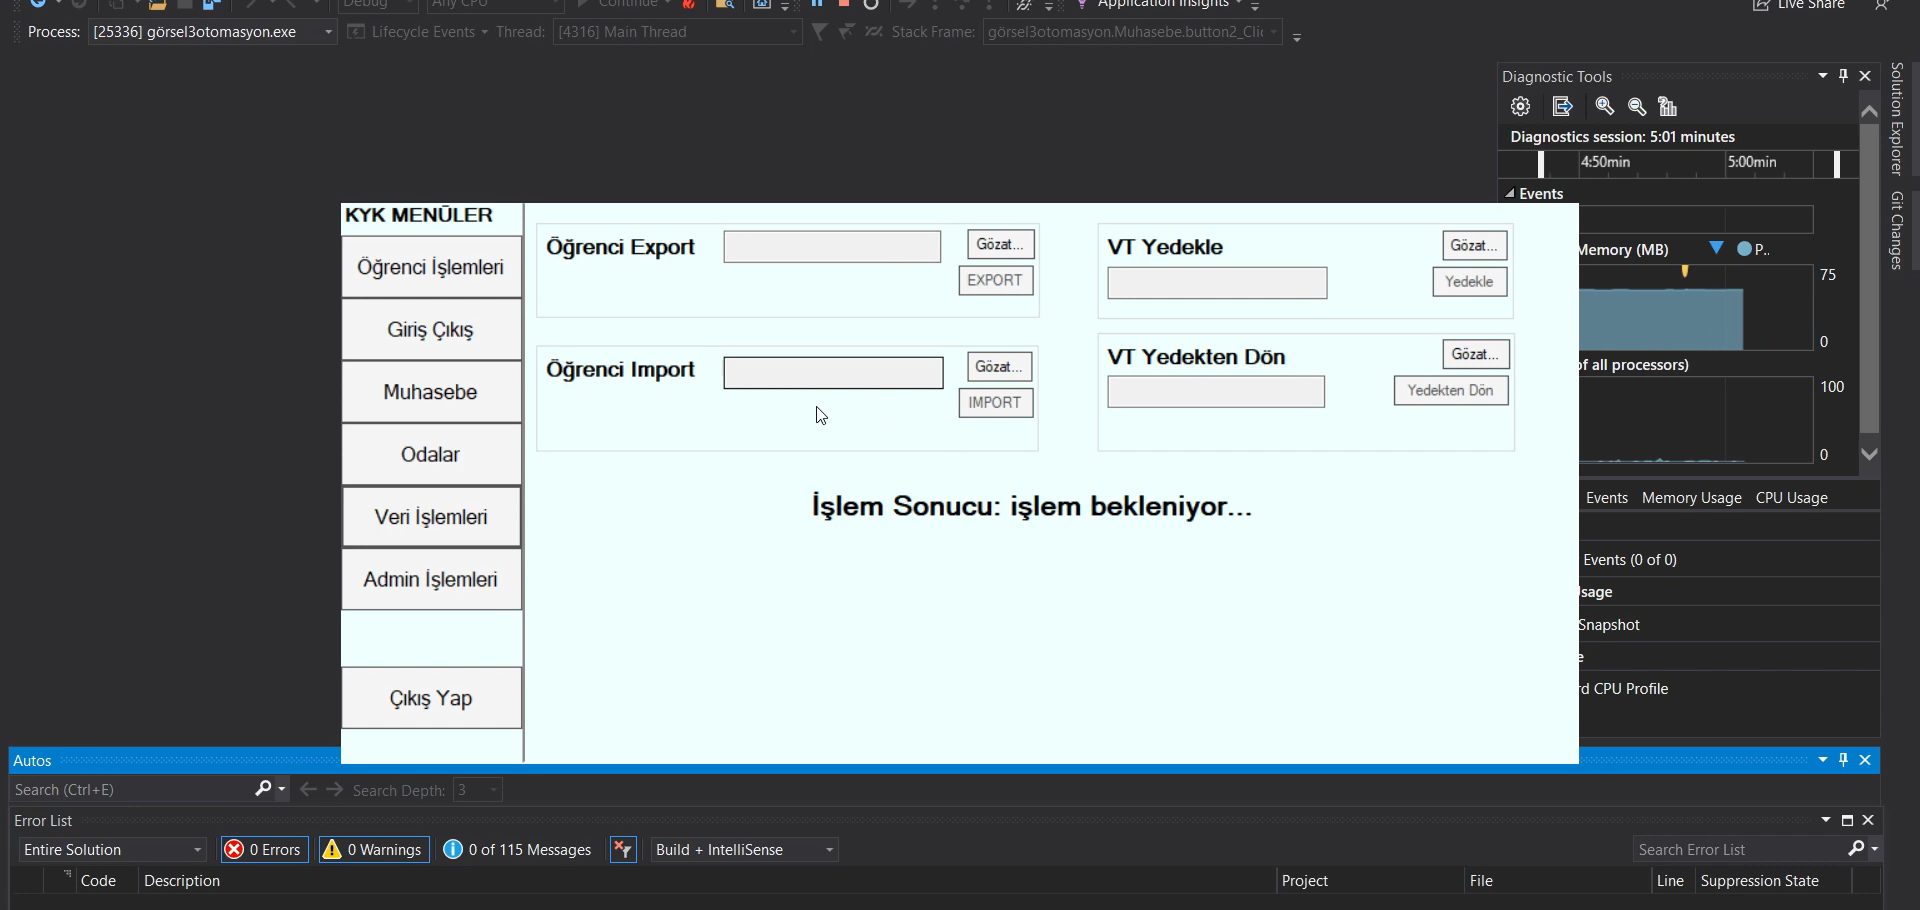 Debug
Any CPU
Continue
Application Insights
Live Share
Process:
[25336] görsel3otomasyon.exe
Lifecycle Events
Thread:
[4316] Main Thread
Stack Frame:
görsel3otomasyon.Muhasebe.button2_Clic
Diagnostic Tools
Diagnostics session: 5:01 minutes
4:50min
5:00min
Events
Memory (MB)
P..
75
0
of all processors)
100
0
Events
Memory Usage
CPU Usage
Events (0 of 0)
Usage
Snapshot
e
rd CPU Profile
Solution Explorer
Git Changes
KYK MENÜLER
Öğrenci İşlemleri
Giriş Çıkış
Muhasebe
Odalar
Veri İşlemleri
Admin İşlemleri
Çıkış Yap
Öğrenci Export
Gözat...
EXPORT
Öğrenci Import
Gözat...
IMPORT
VT Yedekle
Gözat...
Yedekle
VT Yedekten Dön
Gözat...
Yedekten Dön
İşlem Sonucu: işlem bekleniyor...
Autos
Search (Ctrl+E)
Search Depth:
3
Error List
Entire Solution
0 Errors
0 Warnings
0 of 115 Messages
Build + IntelliSense
Search Error List
Code
Description
Project
File
Line
Suppression State